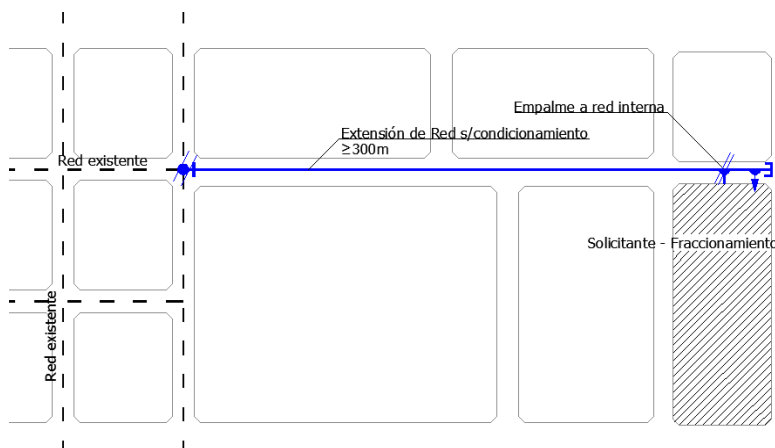 Empalme a red interna
Extensión de Red s/condicionamiento
≥300m
Red existente
Solicitante - Fraccionamiento
Red existente